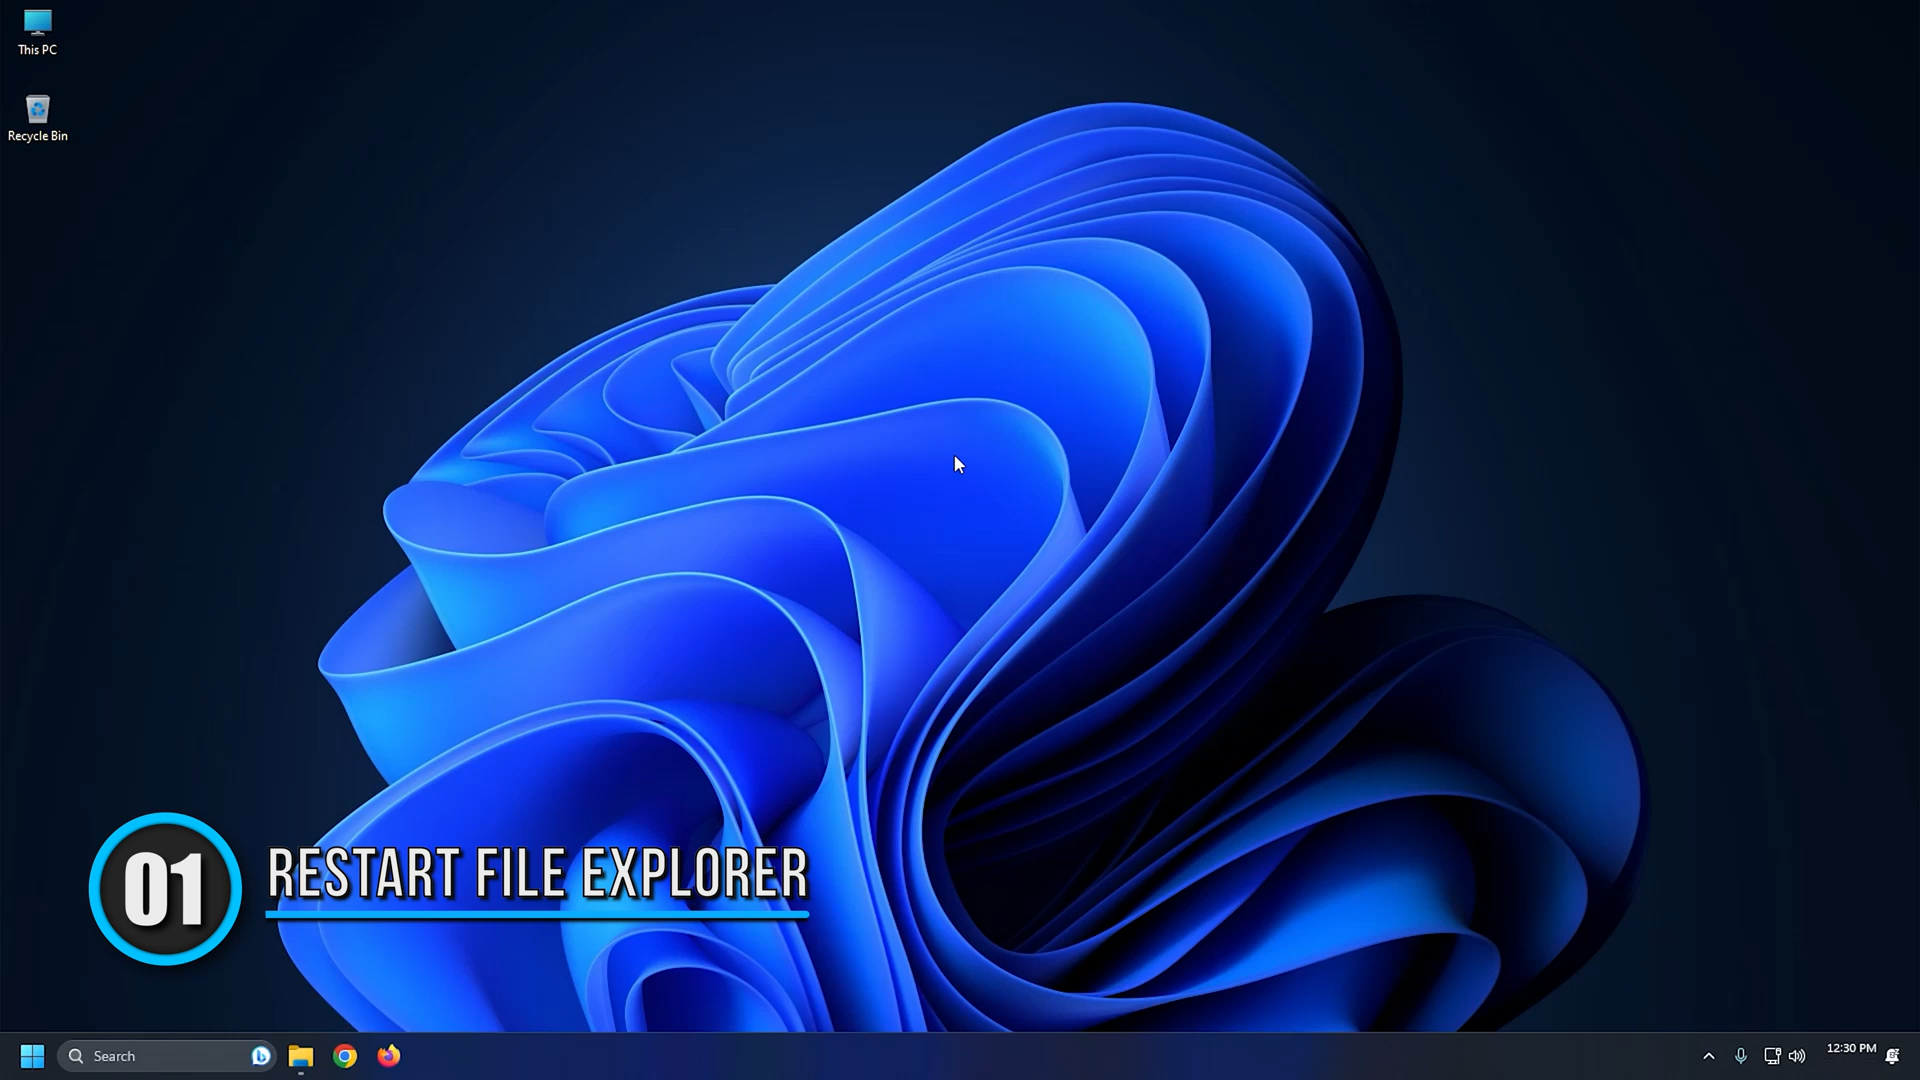 This PC
Recycle Bin
01
RESTART FILE EXPLORER
Search
12:30 PM